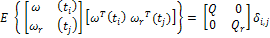 E { [ω (t_i) ; ω_r (t_j)] [ω^T(t_i) ω_r^T(t_j)] } = [Q 0 ; 0 Q_r] δ_{i,j}